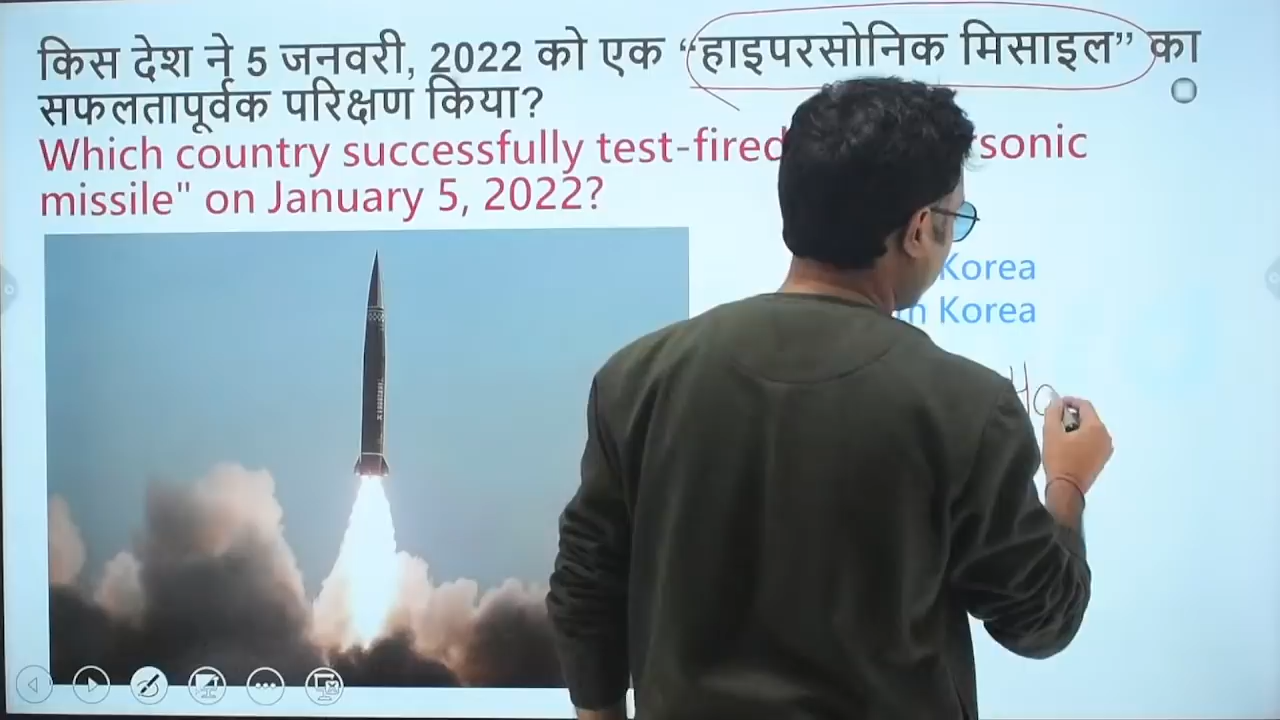 किस देश ने 5 जनवरी, 2022 को एक “हाइपरसोनिक मिसाइल” का
सफलतापूर्वक परिक्षण किया?
Which country successfully test-fired sonic
missile" on January 5, 2022?
Korea
Korea